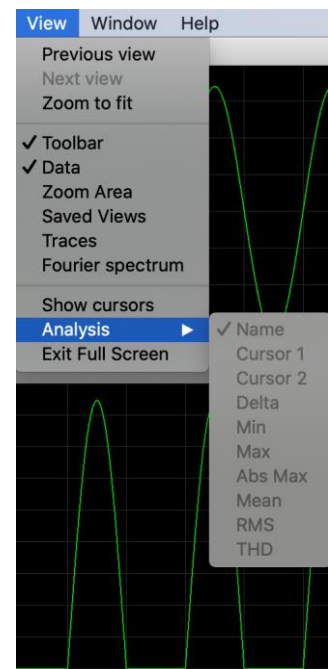 View Window Help
Previous view
Next view
Zoom to fit
✓ Toolbar
✓ Data
Zoom Area
Saved Views
Traces
Fourier spectrum
Show cursors
Analysis ▶
Exit Full Screen
✓ Name
Cursor 1
Cursor 2
Delta
Min
Max
Abs Max
Mean
RMS
THD